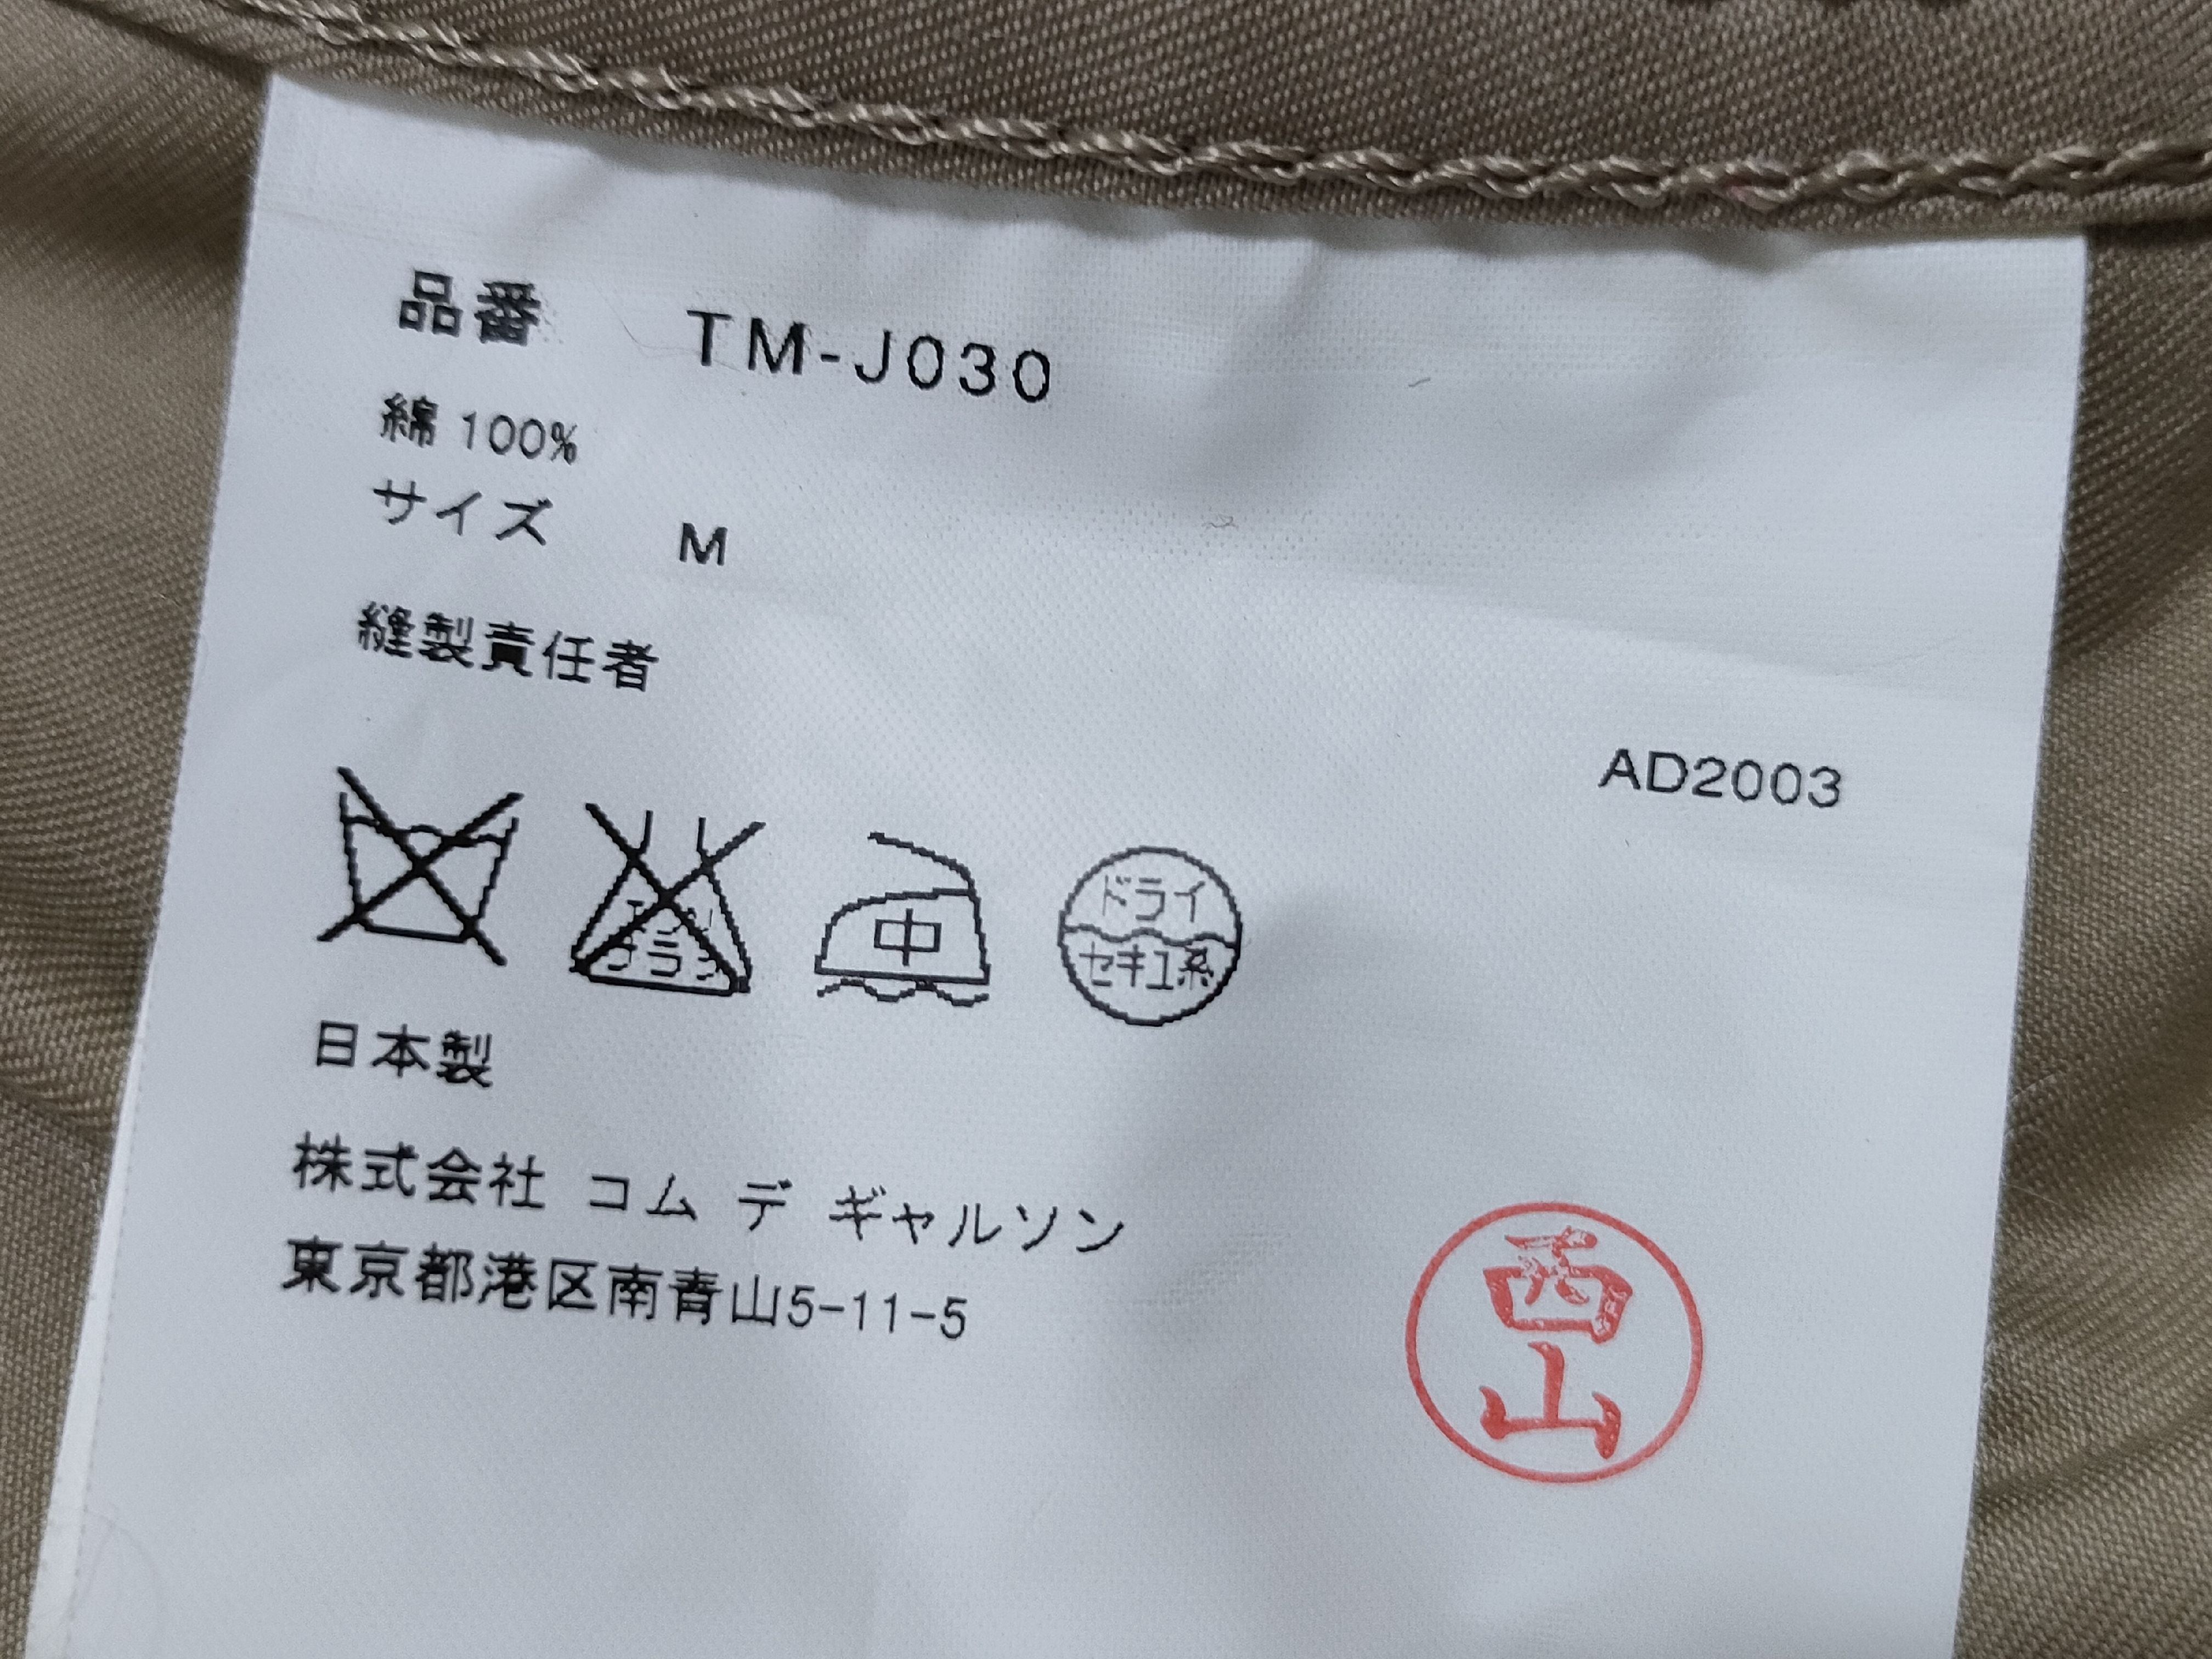 品番 TM-J030
綿 100%
サイズ M
縫製責任者
AD2003
中
ドライ
セキユ系
日本製
株式会社 コム デ ギャルソン
東京都港区南青山5-11-5
西山